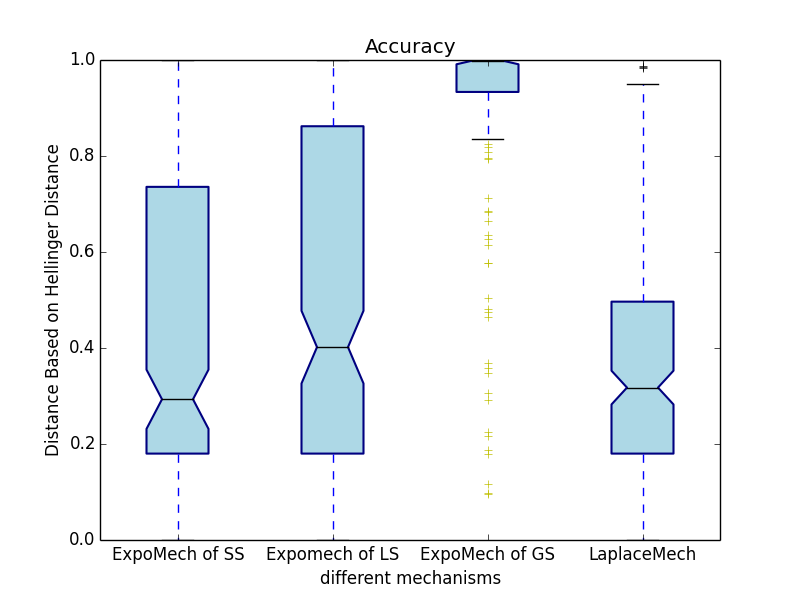 Accuracy
Distance Based on Hellinger Distance
1.0
0.8
0.6
0.4
0.2
0.0
ExpoMech of SS
Expomech of LS
ExpoMech of GS
LaplaceMech
different mechanisms